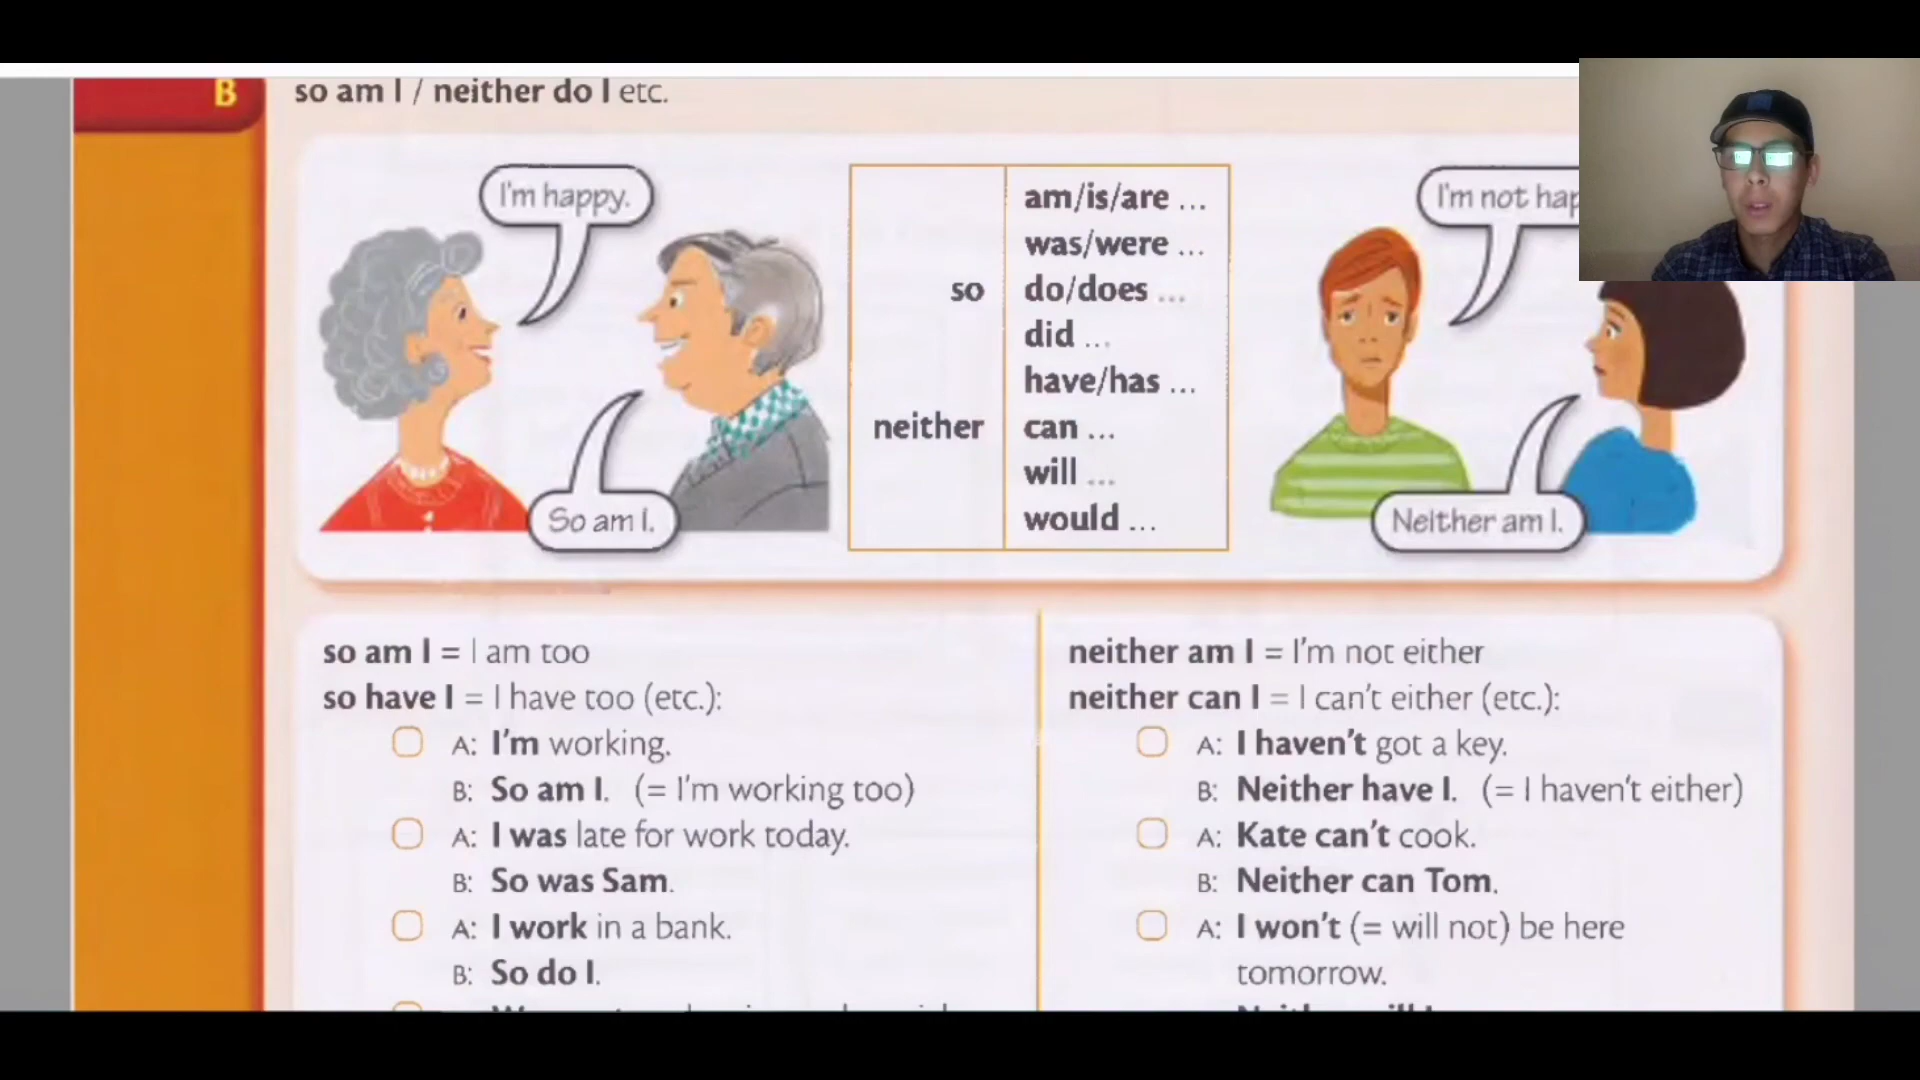 B
so am I / neither do I etc.
I'm happy.
So am I.
so
neither
am/is/are ...
was/were ...
do/does ...
did ...
have/has ...
can ...
will ...
would ...
I'm not hap
Neither am I.
so am I = I am too
so have I = I have too (etc.):
A: I'm working.
B: So am I. (= I'm working too)
A: I was late for work today.
B: So was Sam.
A: I work in a bank.
B: So do I.
neither am I = I'm not either
neither can I = I can't either (etc.):
A: I haven't got a key.
B: Neither have I. (= I haven't either)
A: Kate can't cook.
B: Neither can Tom.
A: I won't (= will not) be here
tomorrow.